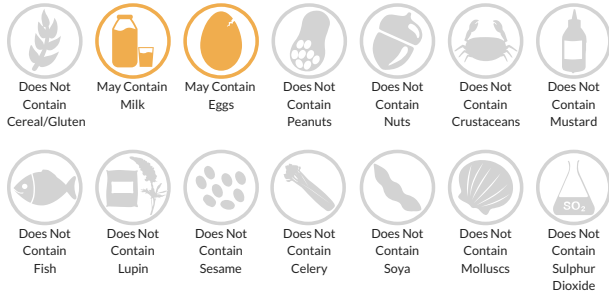 Does Not
Contain
Cereal/Gluten
May Contain
Milk
May Contain
Eggs
Does Not
Contain
Peanuts
Does Not
Contain
Nuts
Does Not
Contain
Crustaceans
Does Not
Contain
Mustard
SO₂
Does Not
Contain
Fish
Does Not
Contain
Lupin
Does Not
Contain
Sesame
Does Not
Contain
Celery
Does Not
Contain
Soya
Does Not
Contain
Molluscs
Does Not
Contain
Sulphur
Dioxide